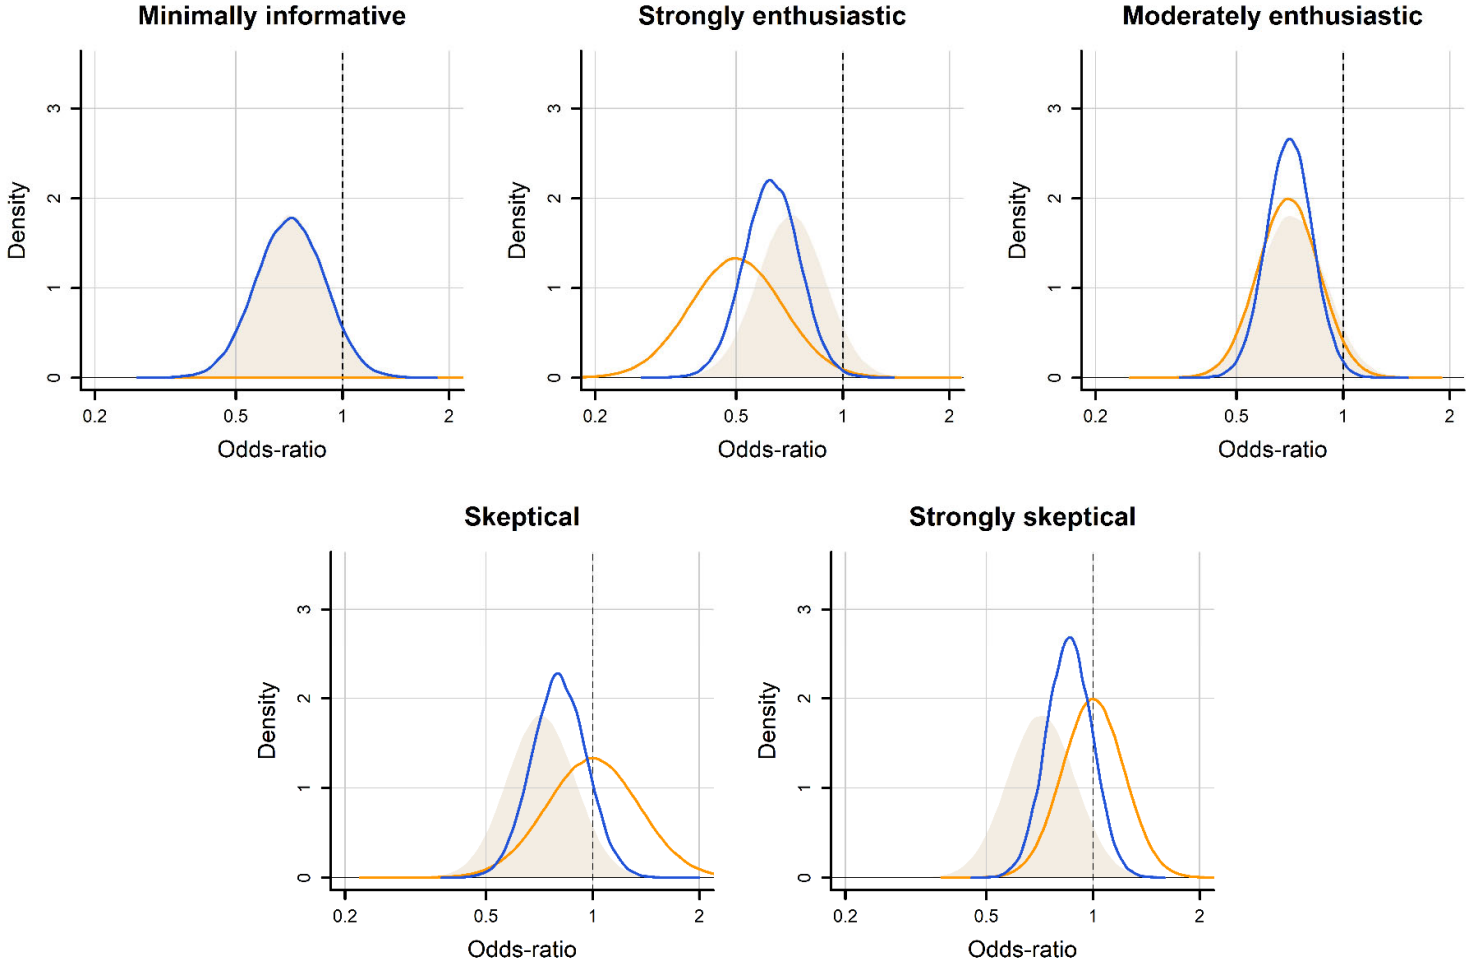 Minimally informative
Strongly enthusiastic
Moderately enthusiastic
Density
3
2
1
0
0.2
0.5
1
2
Odds-ratio
Density
3
2
1
0
0.2
0.5
1
2
Odds-ratio
Density
3
2
1
0
0.2
0.5
1
2
Odds-ratio
Skeptical
Strongly skeptical
Density
3
2
1
0
0.2
0.5
1
2
Odds-ratio
Density
3
2
1
0
0.2
0.5
1
2
Odds-ratio